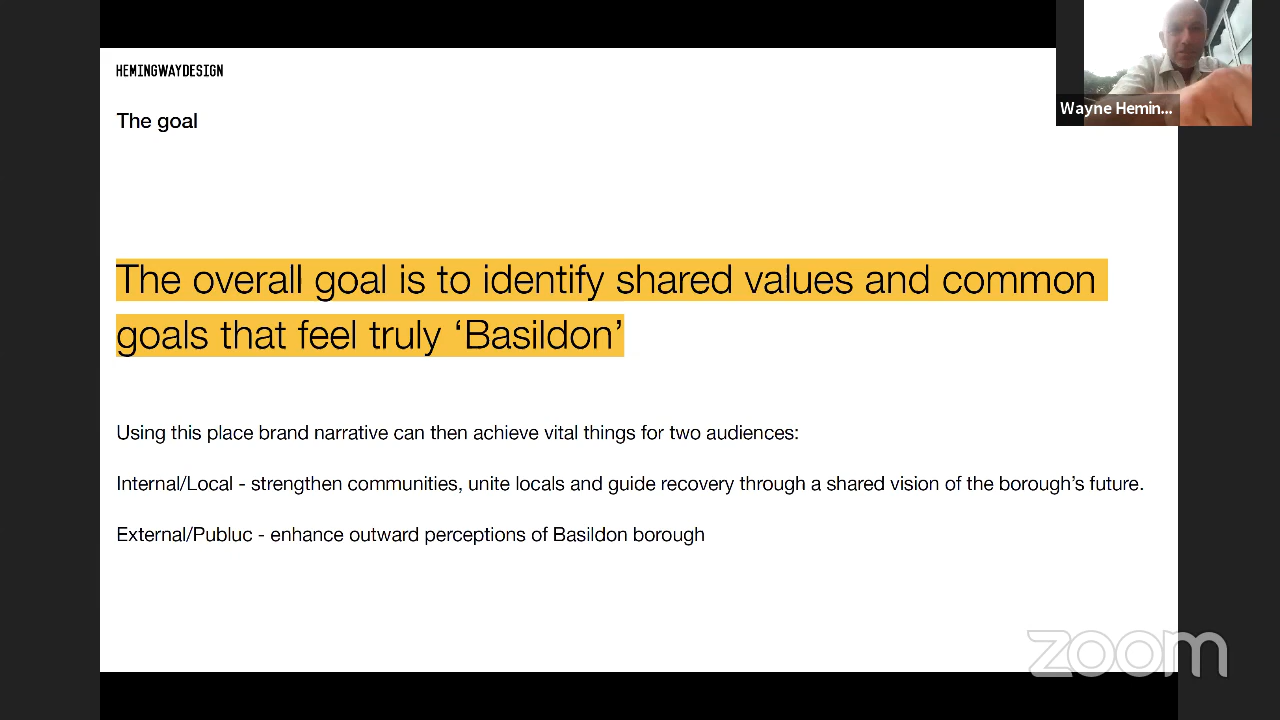 HEMINGWAYDESIGN
Wayne Hemin...
The goal
The overall goal is to identify shared values and common
goals that feel truly ‘Basildon’
Using this place brand narrative can then achieve vital things for two audiences:
Internal/Local - strengthen communities, unite locals and guide recovery through a shared vision of the borough’s future.
External/Publuc - enhance outward perceptions of Basildon borough
zoom